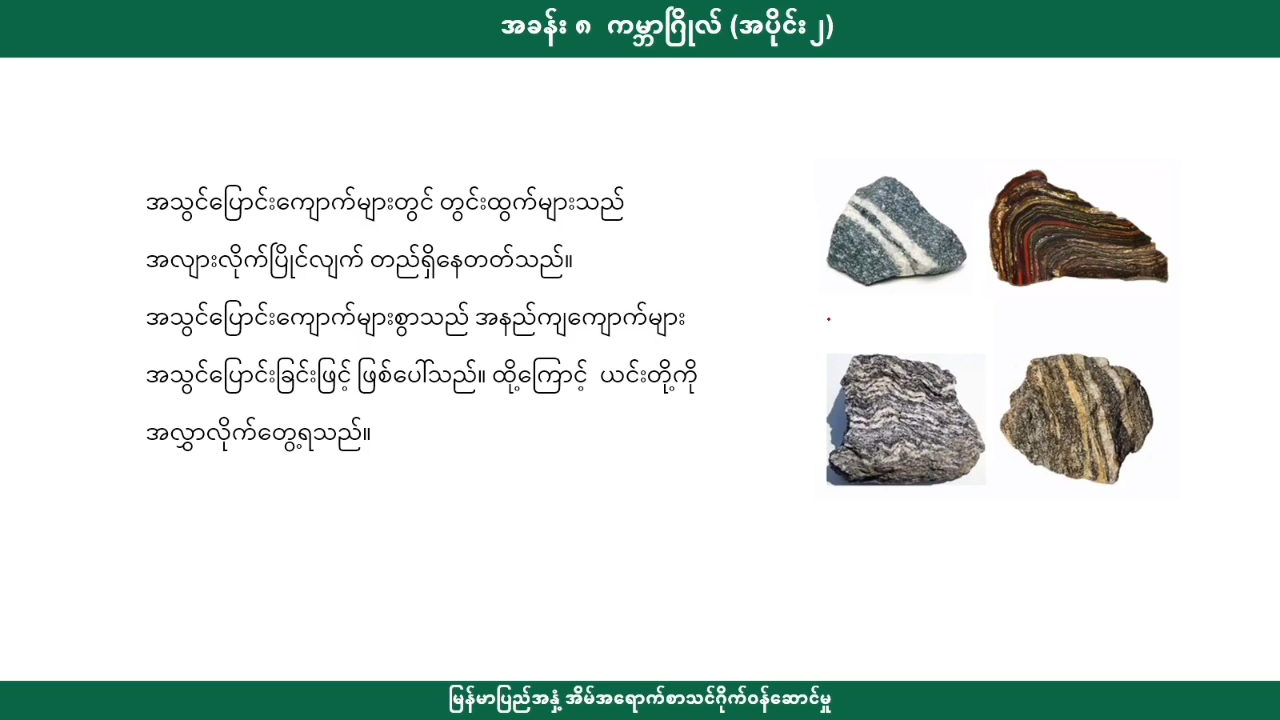 အခန်း ၈  ကမ္ဘာဂြိုလ် (အပိုင်း ၂)
အသွင်ပြောင်းကျောက်များတွင် တွင်းထွက်များသည်
အလျားလိုက်ပြိုင်လျက် တည်ရှိနေတတ်သည်။
အသွင်ပြောင်းကျောက်များစွာသည် အနည်ကျကျောက်များ
အသွင်ပြောင်းခြင်းဖြင့် ဖြစ်ပေါ်သည်။ ထို့ကြောင့်  ယင်းတို့ကို
အလွှာလိုက်တွေ့ရသည်။
မြန်မာပြည်အနှံ့ အိမ်အရောက်စာသင်ဂိုက်ဝန်ဆောင်မှု